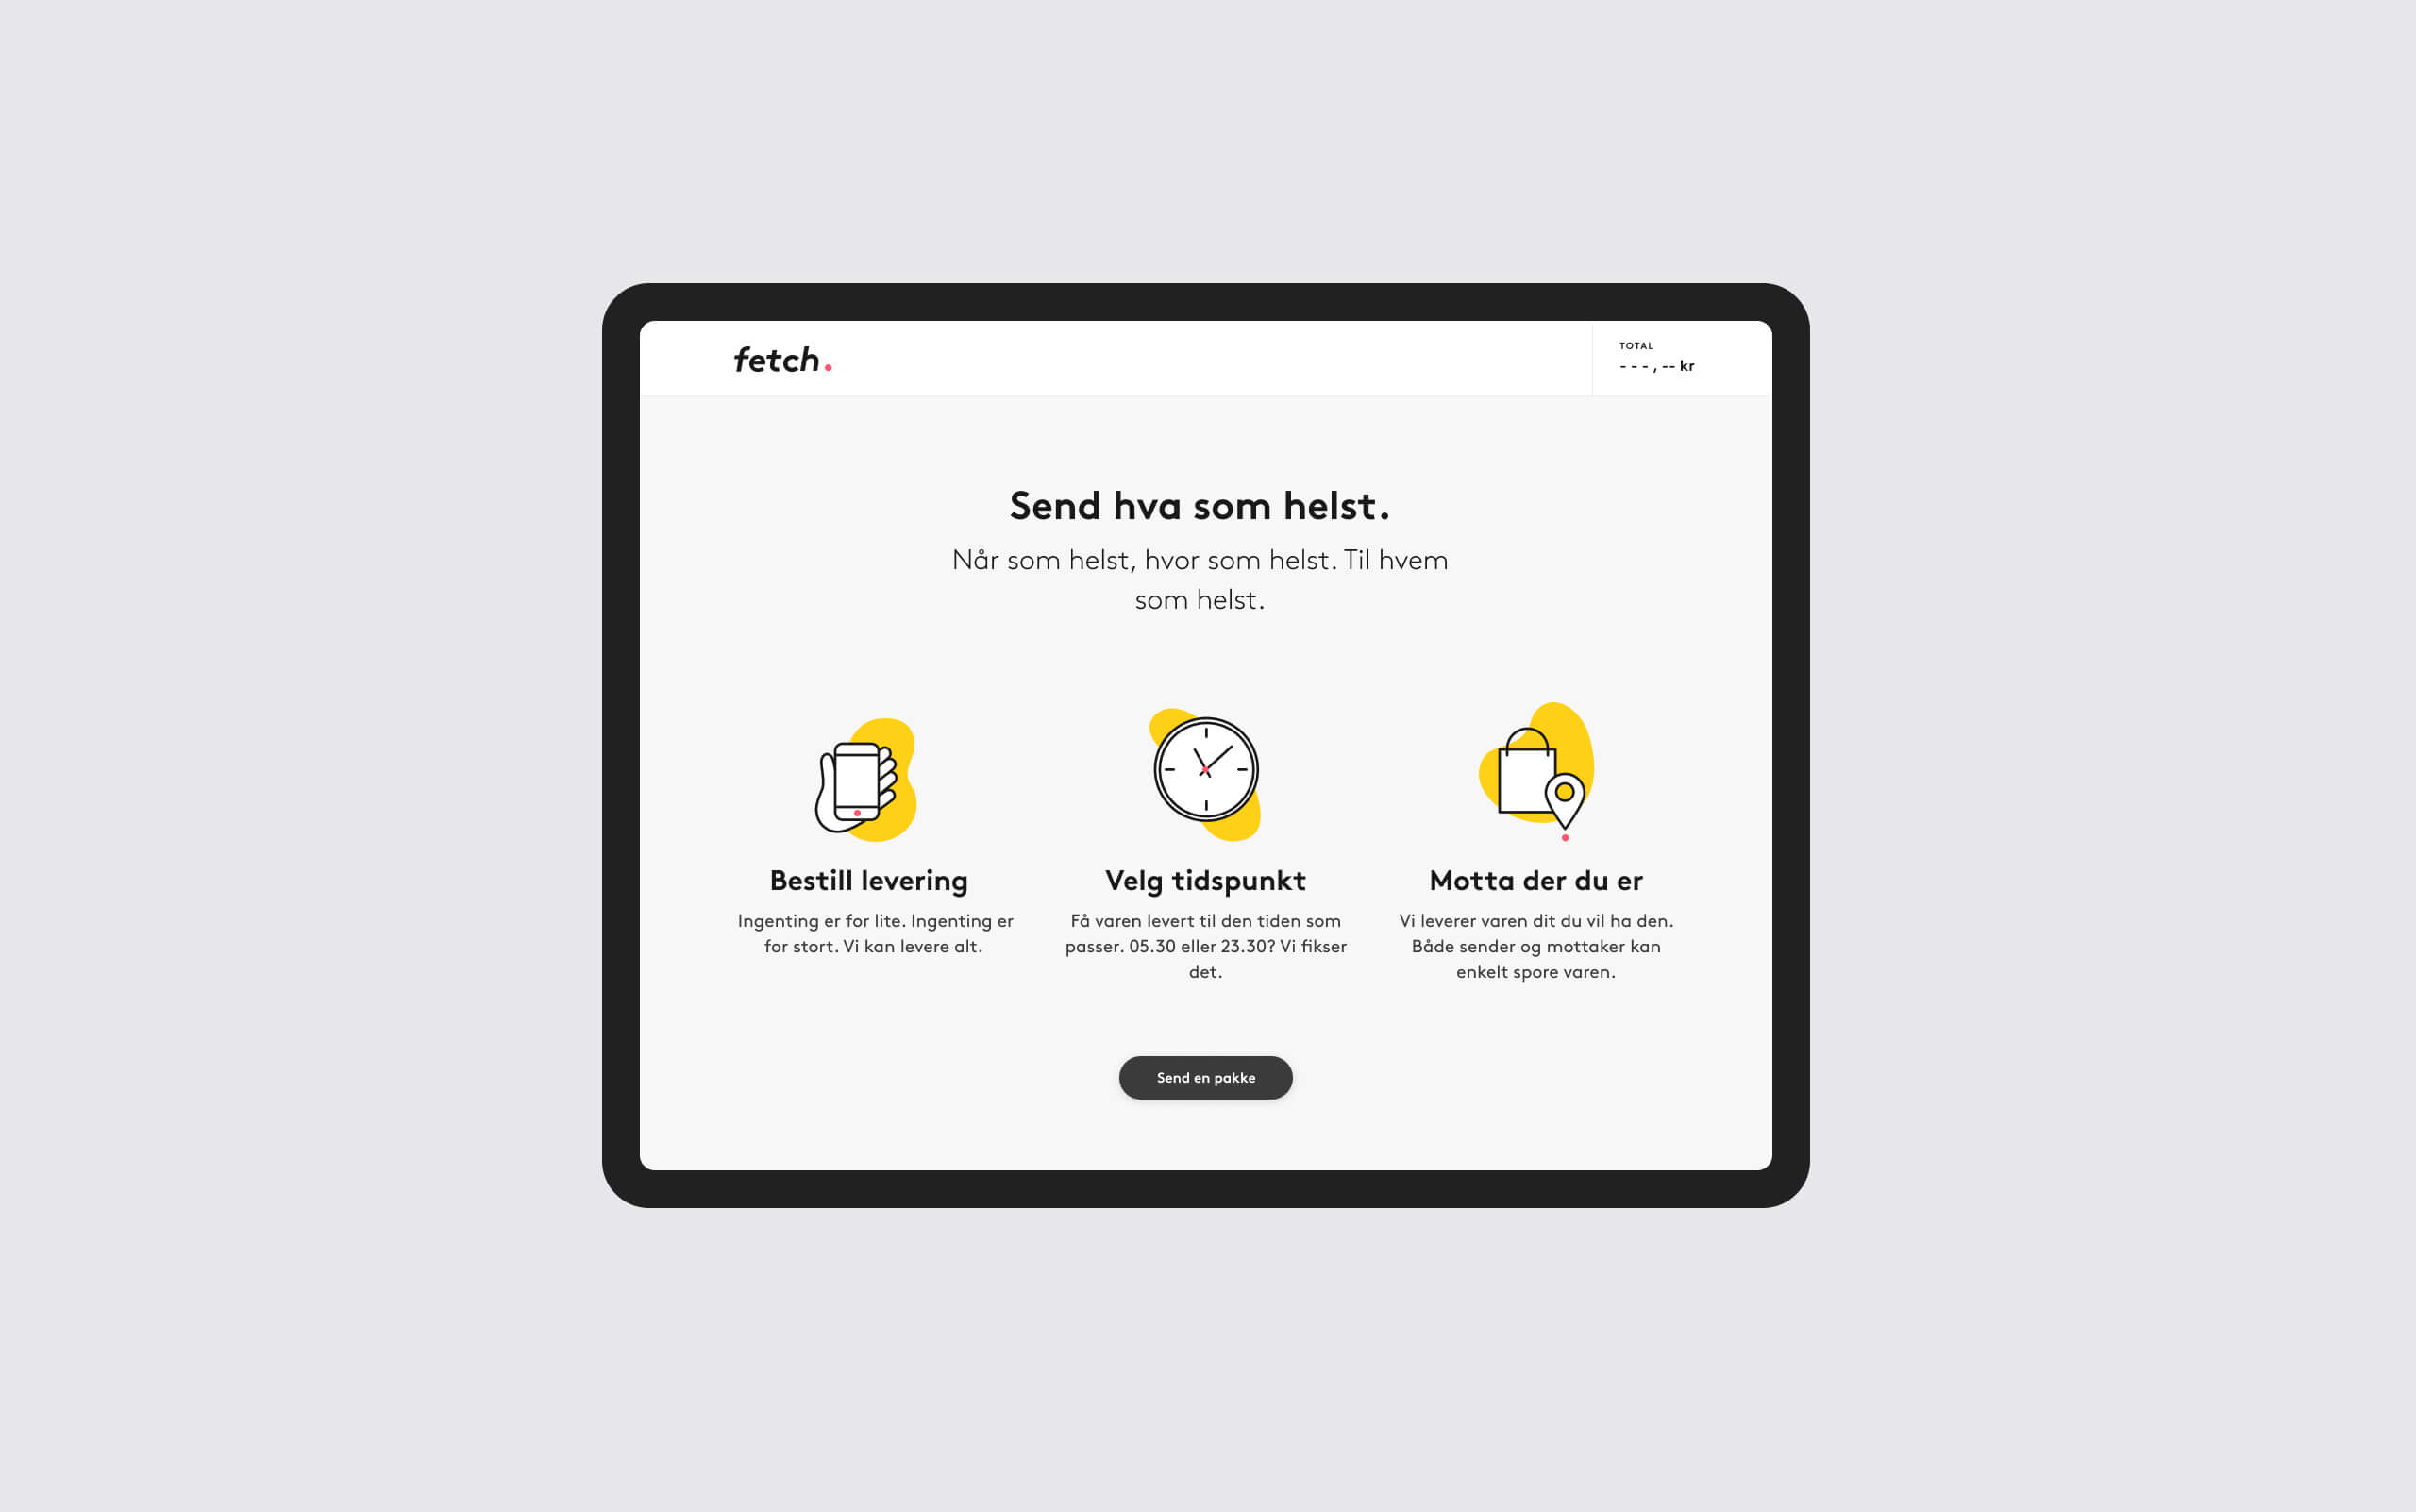 fetch.
TOTAL
- - - , -- kr
Send hva som helst.
Når som helst, hvor som helst. Til hvem
som helst.
Bestill levering
Ingenting er for lite. Ingenting er
for stort. Vi kan levere alt.
Velg tidspunkt
Få varen levert til den tiden som
passer. 05.30 eller 23.30? Vi fikser
det.
Motta der du er
Vi leverer varen dit du vil ha den.
Både sender og mottaker kan
enkelt spore varen.
Send en pakke